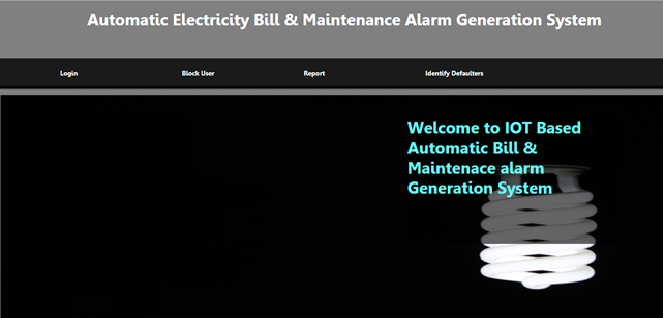 Automatic Electricity Bill & Maintenance Alarm Generation System
Login Block User Report Identify Defaulters
Welcome to IOT Based
Automatic Bill &
Maintenace alarm
Generation System